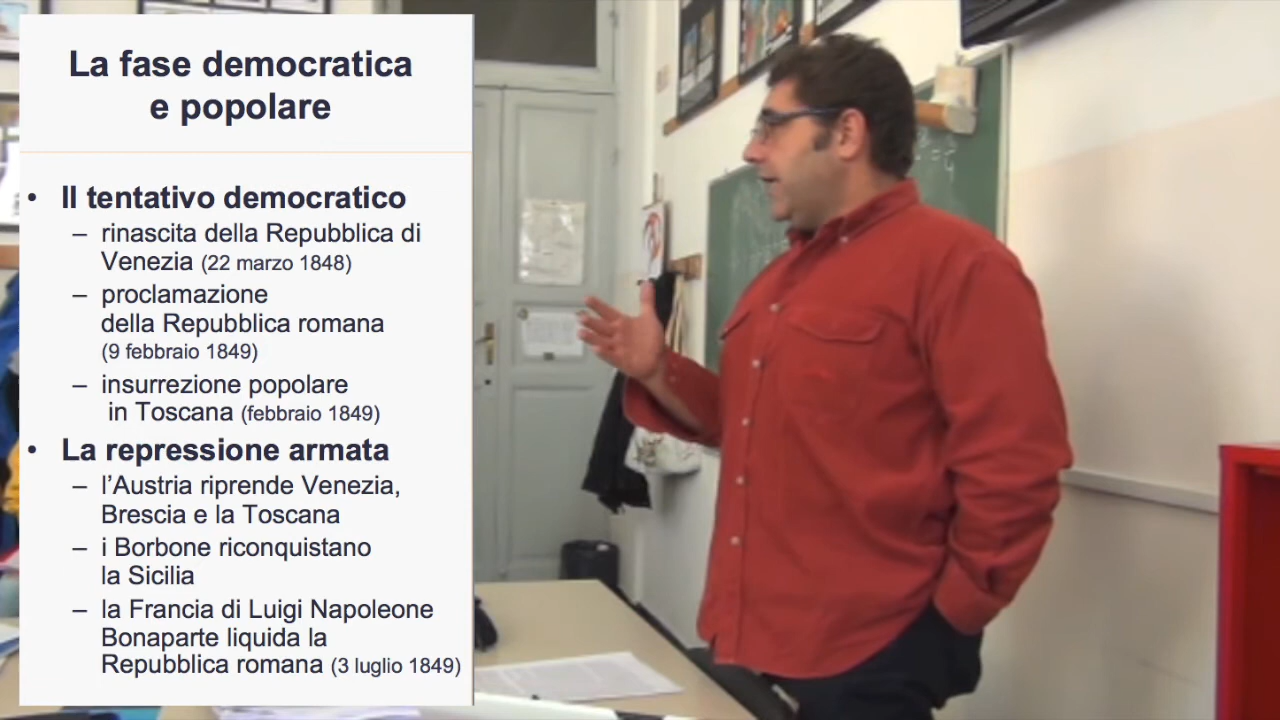 La fase democratica
e popolare
• Il tentativo democratico
– rinascita della Repubblica di
Venezia (22 marzo 1848)
– proclamazione
della Repubblica romana
(9 febbraio 1849)
– insurrezione popolare
in Toscana (febbraio 1849)
• La repressione armata
– l’Austria riprende Venezia,
Brescia e la Toscana
– i Borbone riconquistano
la Sicilia
– la Francia di Luigi Napoleone
Bonaparte liquida la
Repubblica romana (3 luglio 1849)